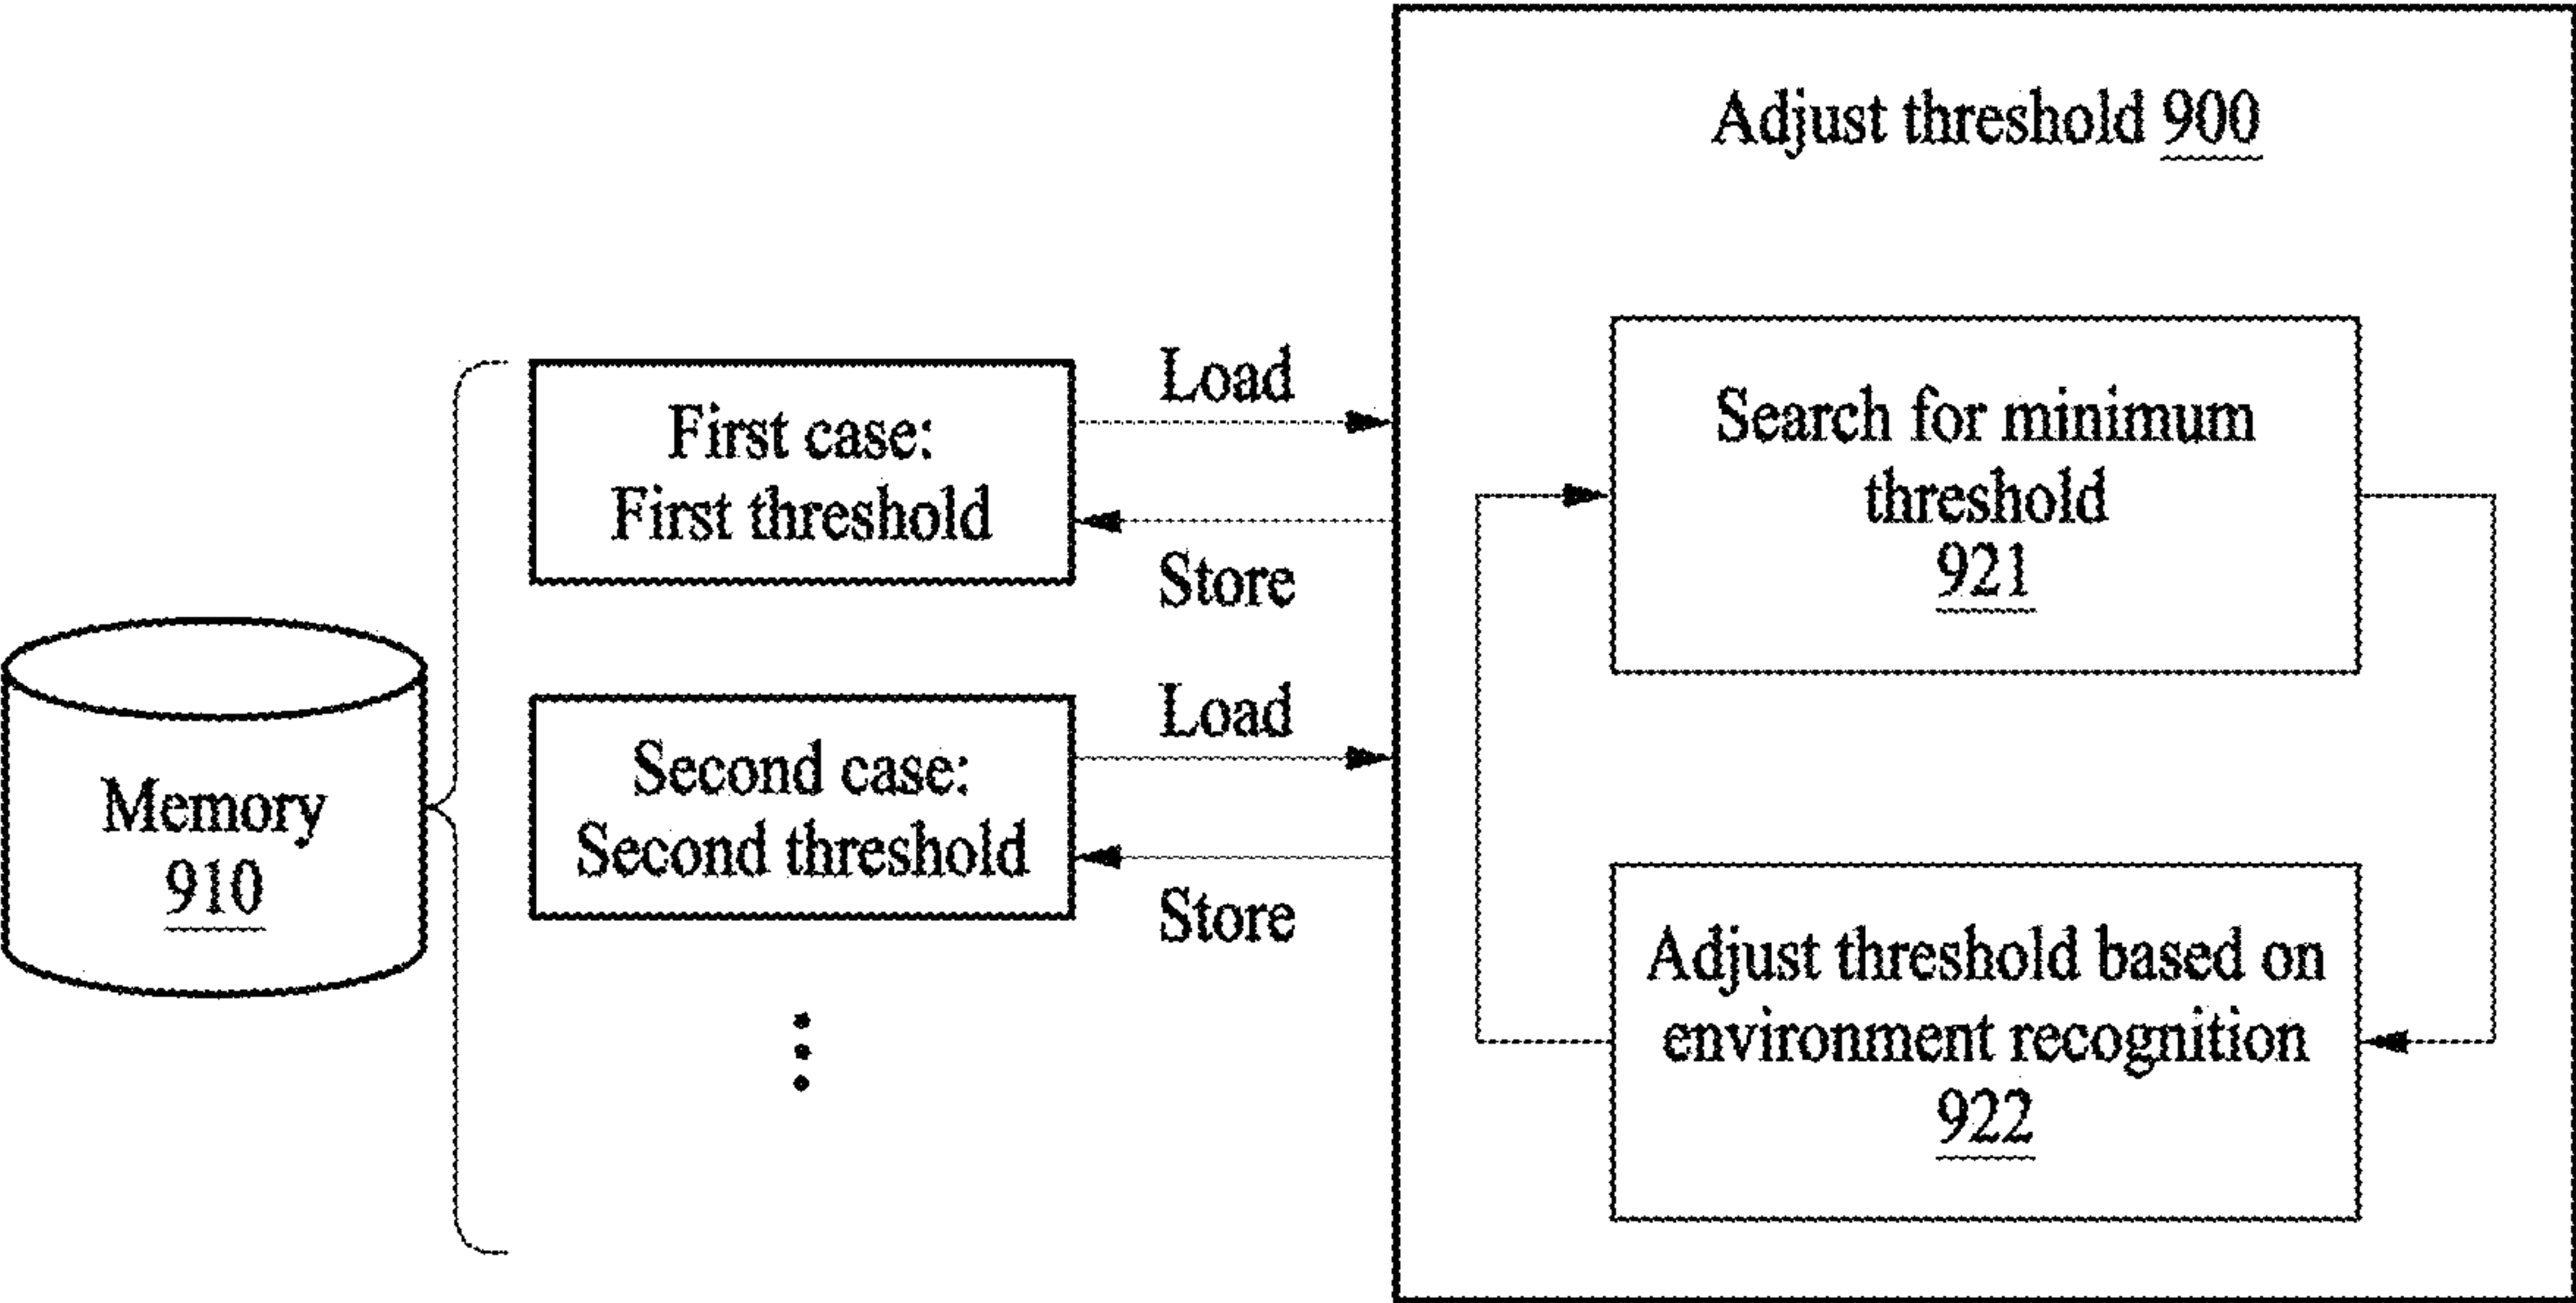 Adjust threshold 900
Load
First case:
First threshold
Store
Search for minimum
threshold
921
Load
Second case:
Second threshold
Store
Memory
910
Adjust threshold based on
environment recognition
922